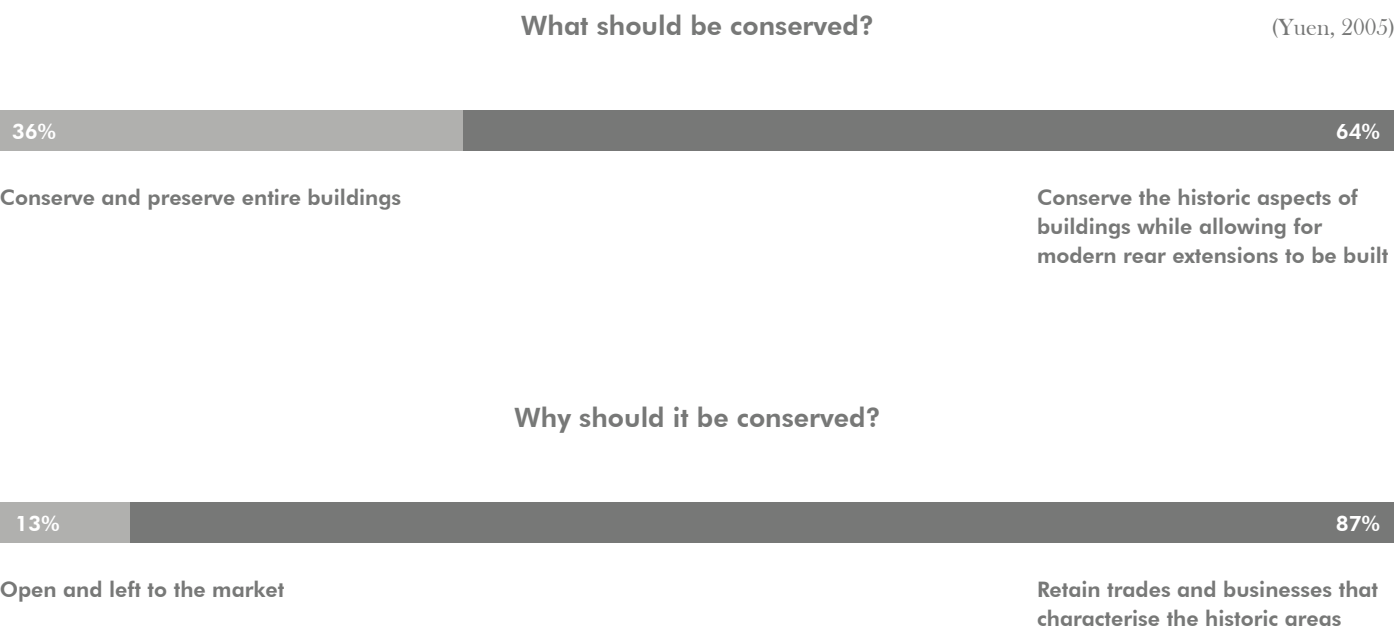 What should be conserved?
(Yuen, 2005)
36%
64%
Conserve and preserve entire buildings
Conserve the historic aspects of
buildings while allowing for
modern rear extensions to be built
Why should it be conserved?
13%
87%
Open and left to the market
Retain trades and businesses that
characterise the historic areas